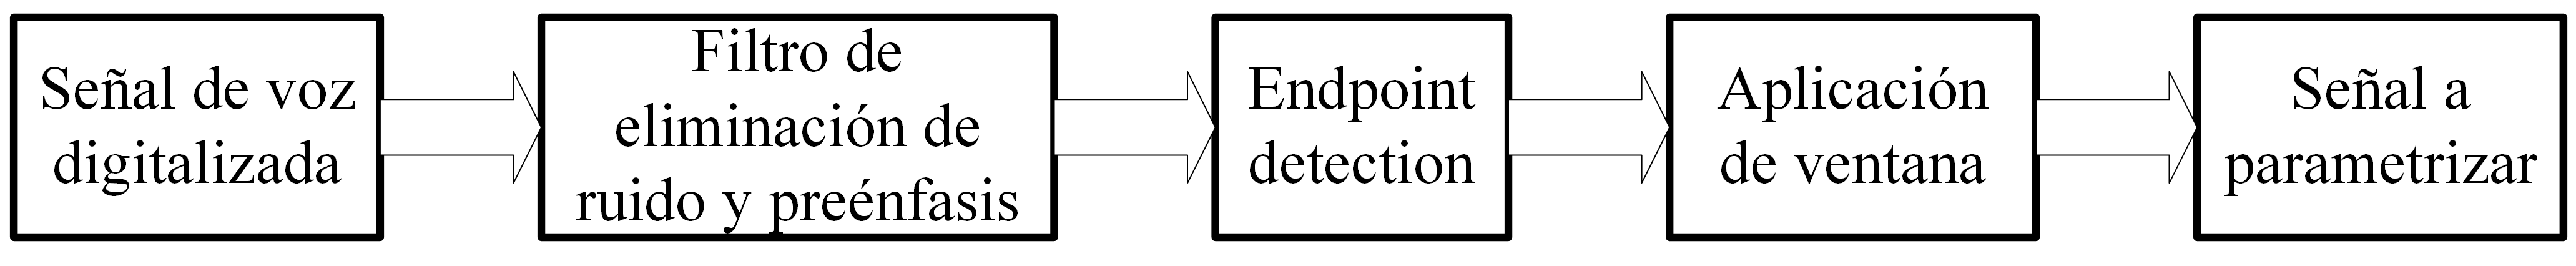 Señal de voz
digitalizada
Filtro de
eliminación de
ruido y preénfasis
Endpoint
detection
Aplicación
de ventana
Señal a
parametrizar